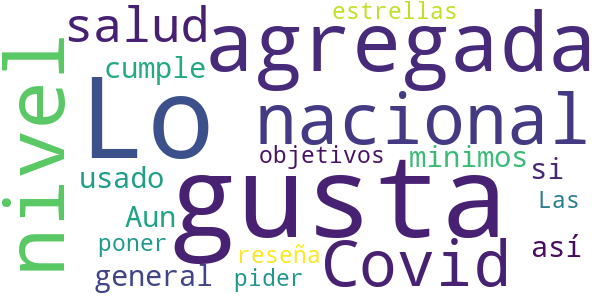 estrellas
salud
agregada
cumple
nivel
Lo
nacional
objetivos
minimos
si
usado
gusta
Las
Aun
poner
reseña
así
general
pider
Covid